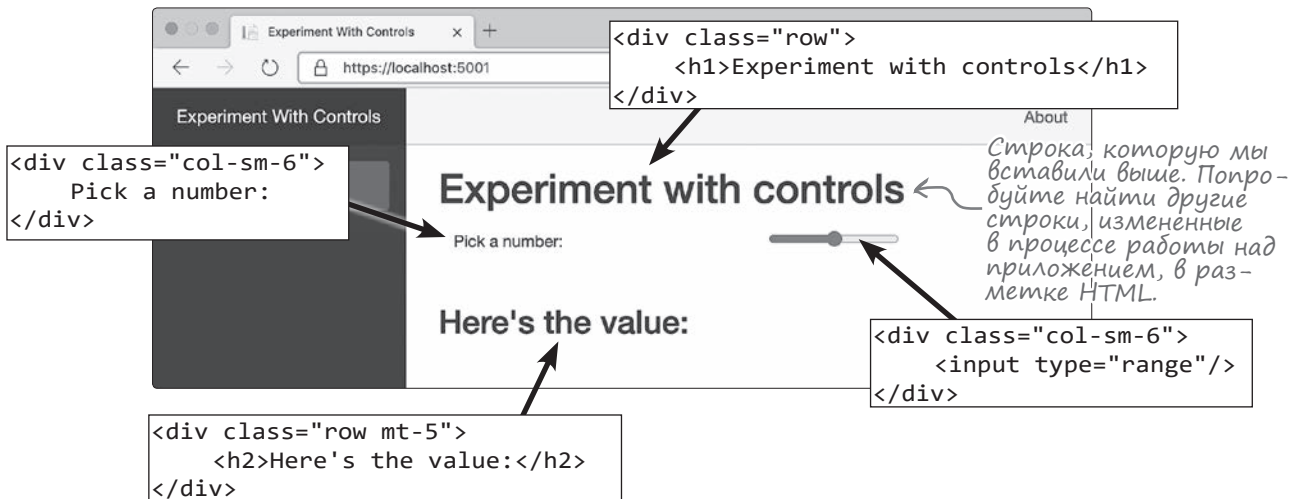 Experiment With Controls
https://localhost:5001
<div class="row">
<h1>Experiment with controls</h1>
</div>
Experiment With Controls
About
<div class="col-sm-6">
Pick a number:
</div>
Experiment with controls
Строка, которую мы
вставили выше. Попро-
буйте найти другие
строки, измененные
в процессе работы над
приложением, в раз-
метке HTML.
Pick a number:
Here's the value:
<div class="col-sm-6">
<input type="range"/>
</div>
<div class="row mt-5">
<h2>Here's the value:</h2>
</div>